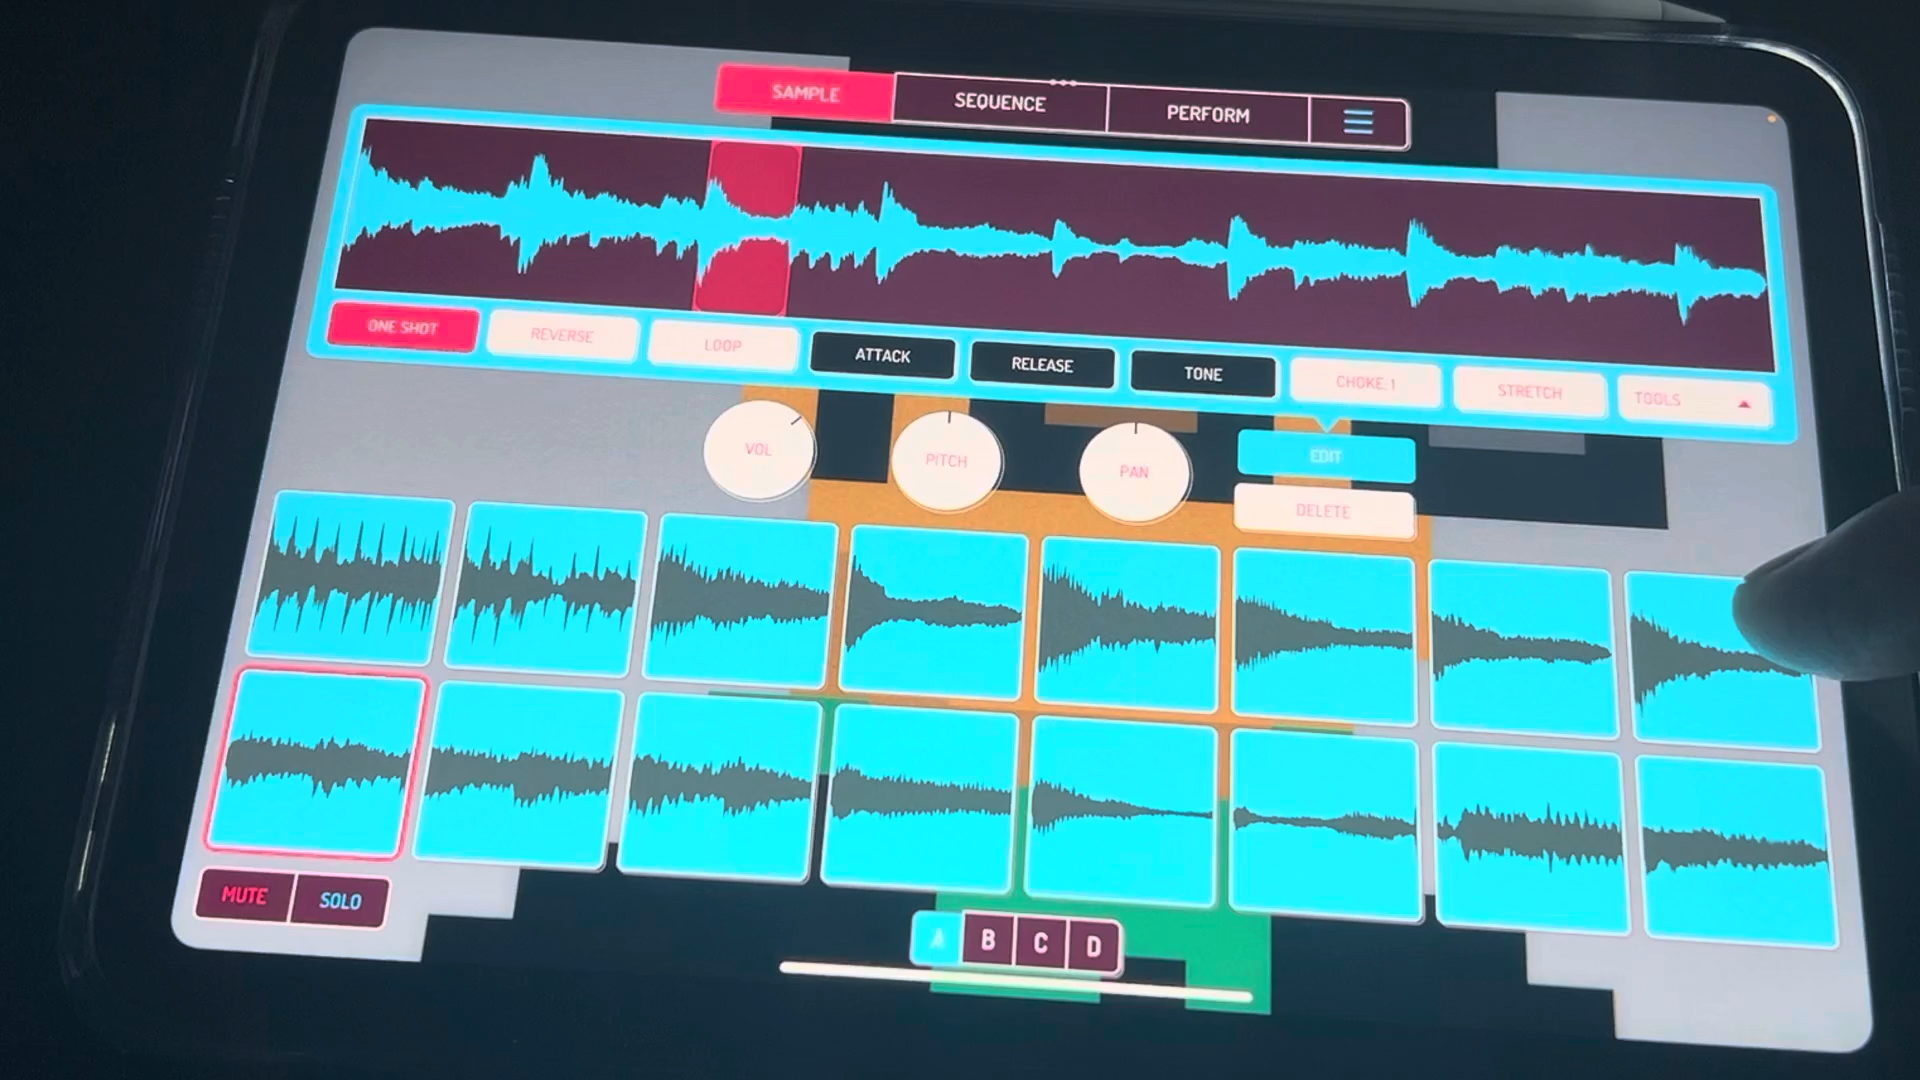 SAMPLE
SEQUENCE
PERFORM
ONE SHOT
REVERSE
LOOP
ATTACK
RELEASE
TONE
CHOKE:1
STRETCH
TOOLS
VOL
PITCH
PAN
EDIT
DELETE
MUTE
SOLO
A
B
C
D